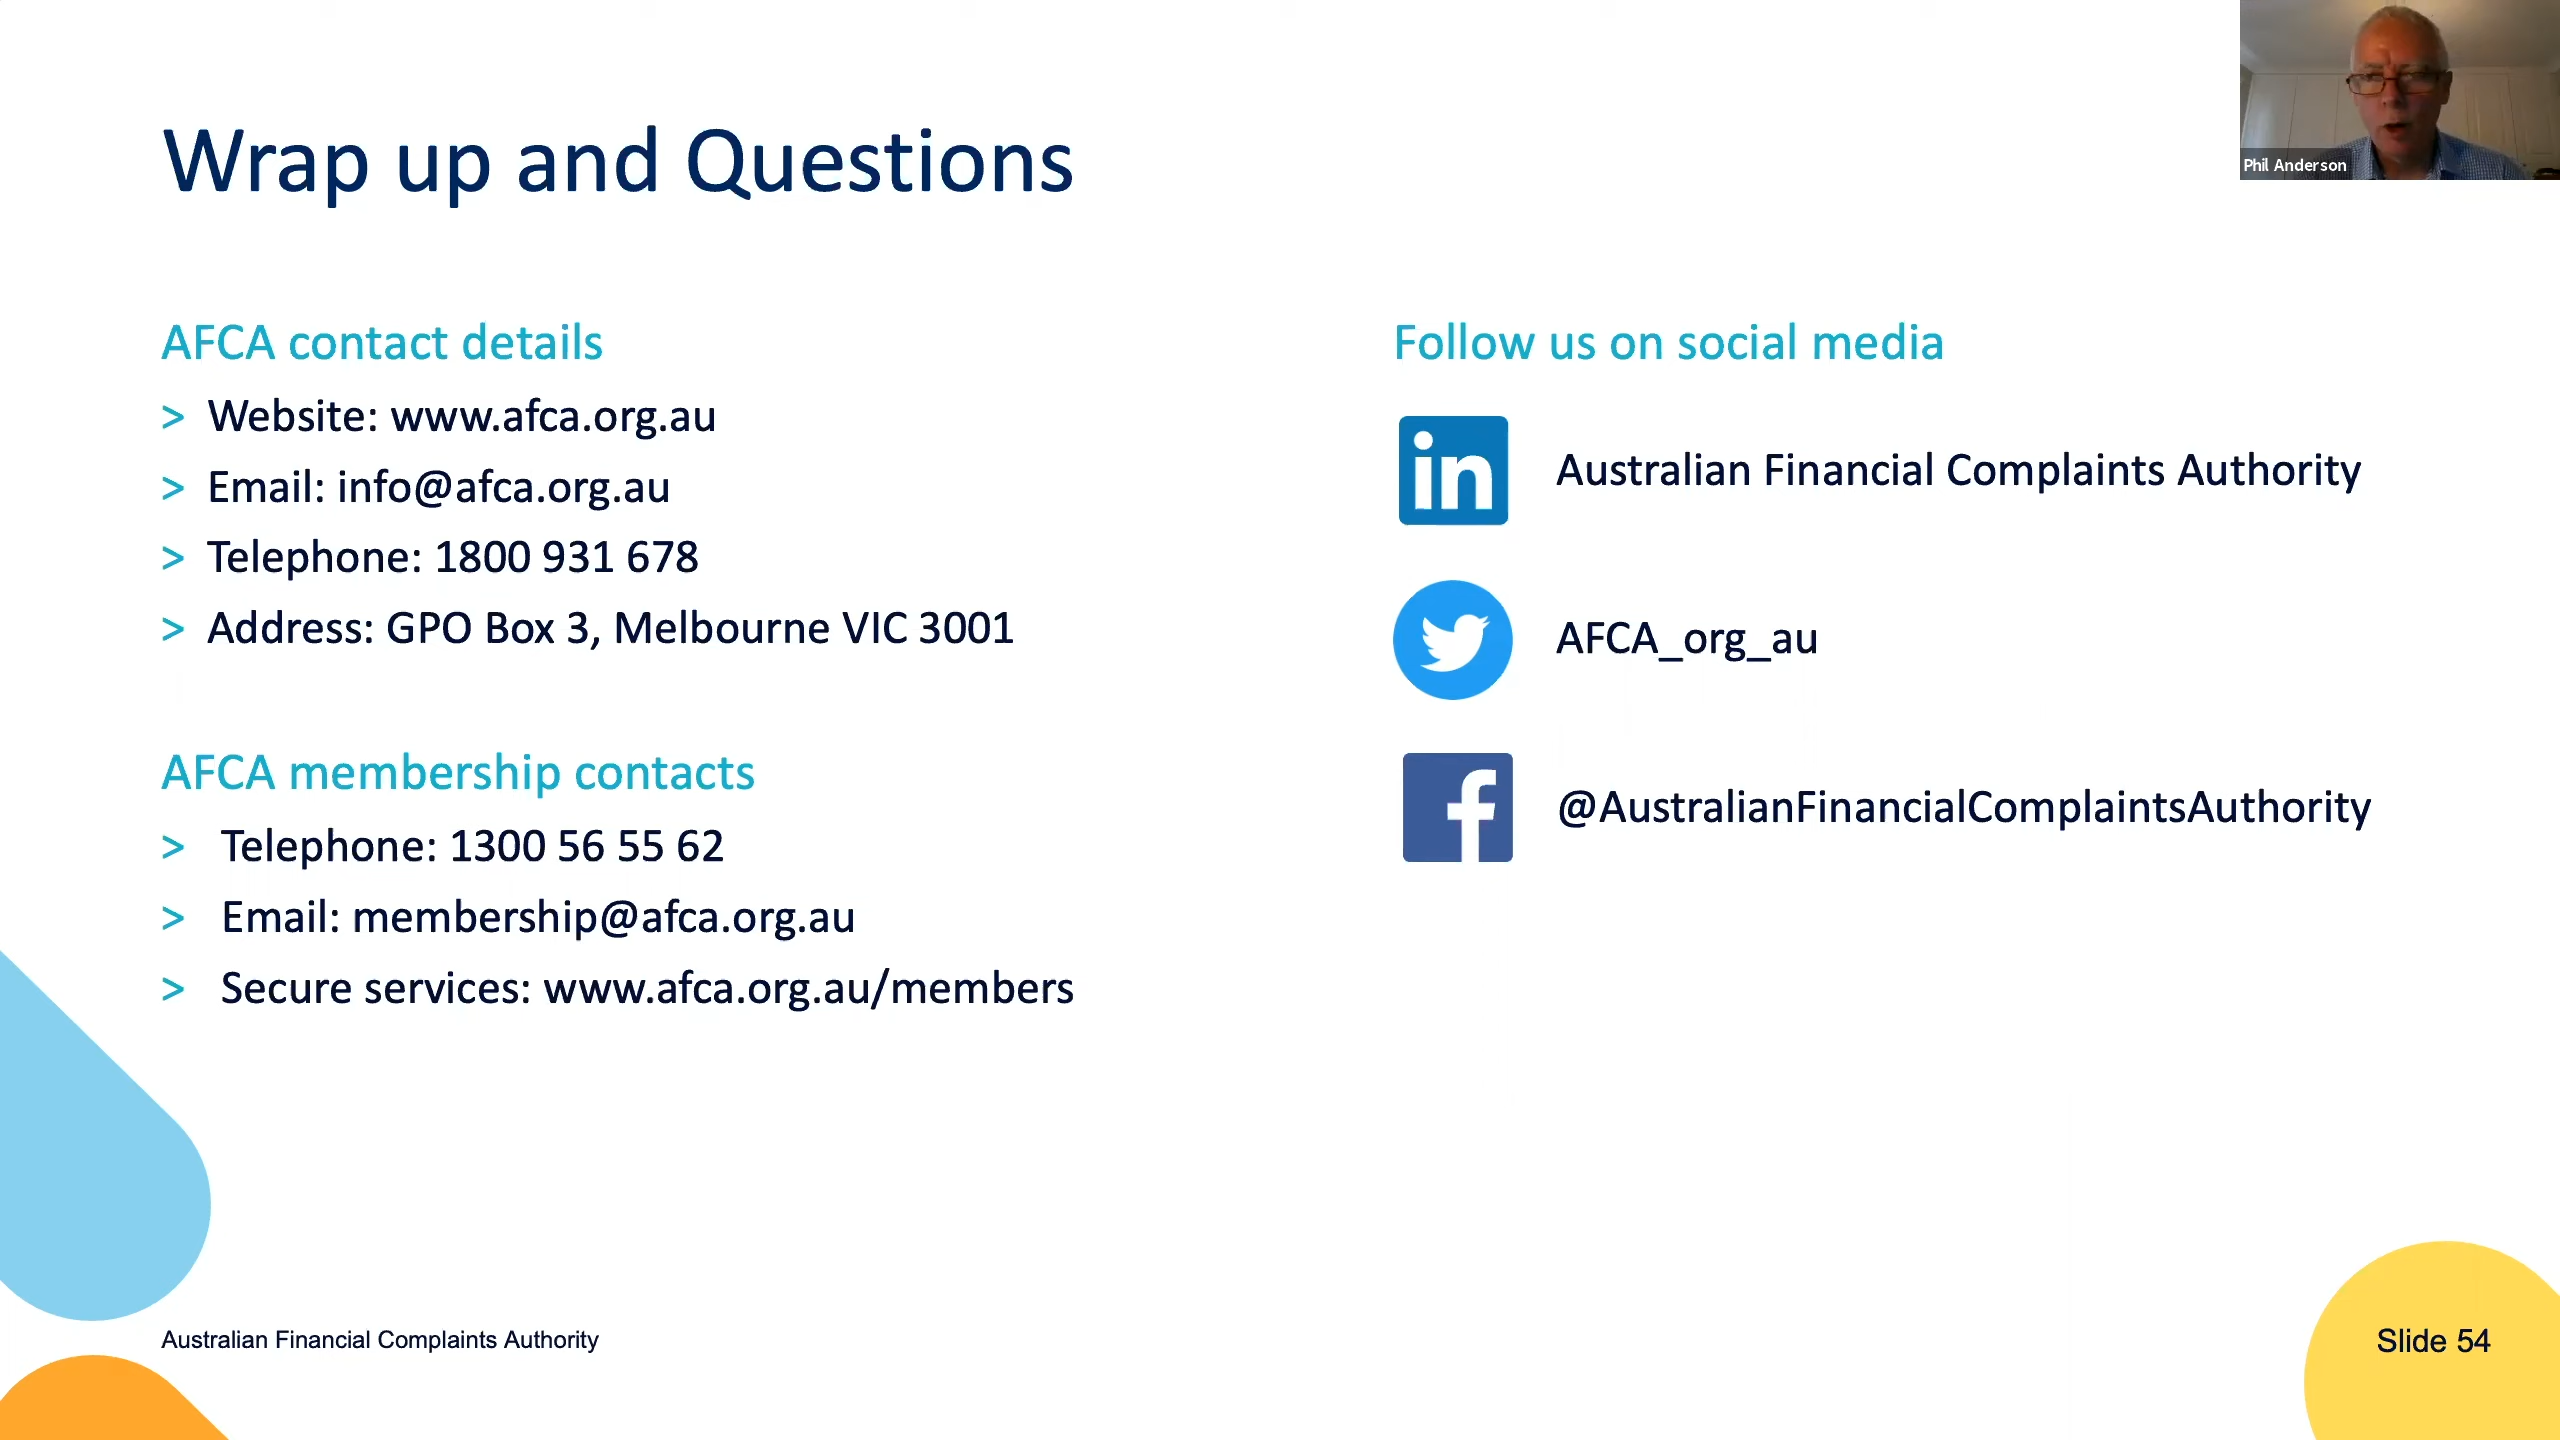 Wrap up and Questions
Phil Anderson
AFCA contact details
> Website: www.afca.org.au
> Email: info@afca.org.au
> Telephone: 1800 931 678
> Address: GPO Box 3, Melbourne VIC 3001
AFCA membership contacts
> Telephone: 1300 56 55 62
> Email: membership@afca.org.au
> Secure services: www.afca.org.au/members
Follow us on social media
in Australian Financial Complaints Authority
AFCA_org_au
f @AustralianFinancialComplaintsAuthority
Australian Financial Complaints Authority
Slide 54